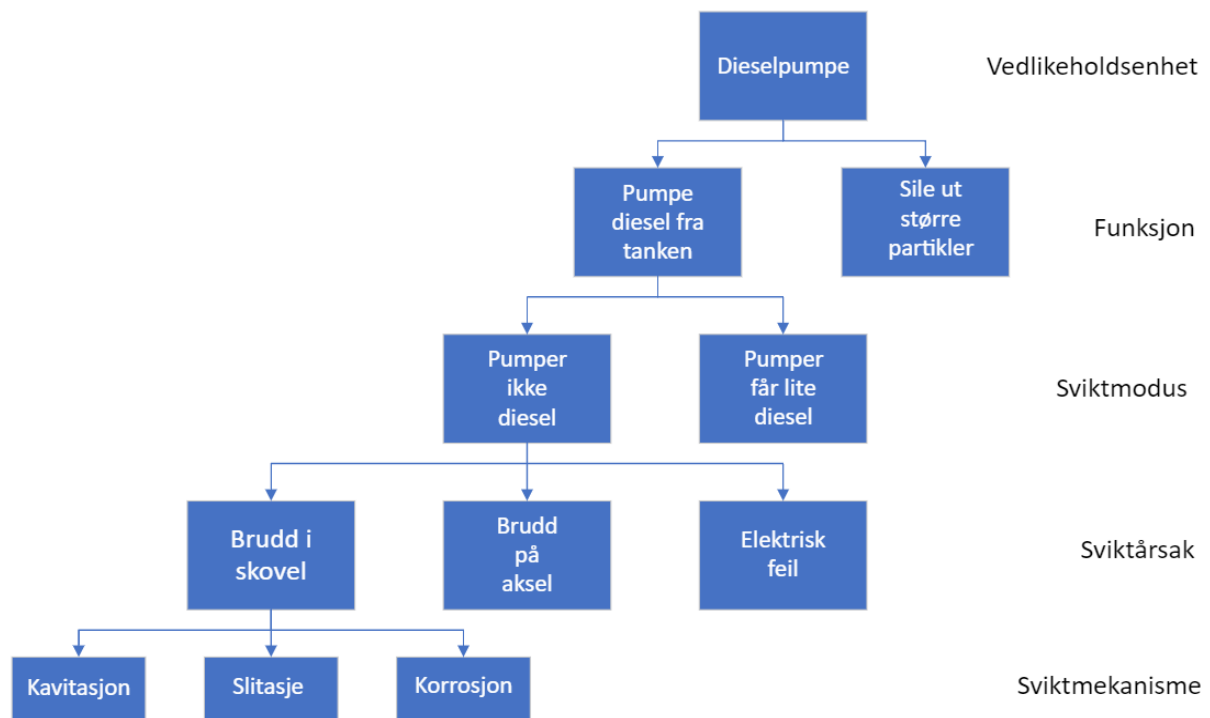 Dieselpumpe
Vedlikeholdsenhet
Pumpe
diesel fra
tanken
Sile ut
større
partikler
Funksjon
Pumper
ikke
diesel
Pumper
får lite
diesel
Sviktmodus
Brudd i
skovel
Brudd
på
aksel
Elektrisk
feil
Sviktårsak
Kavitasjon
Slitasje
Korrosjon
Sviktmekanisme